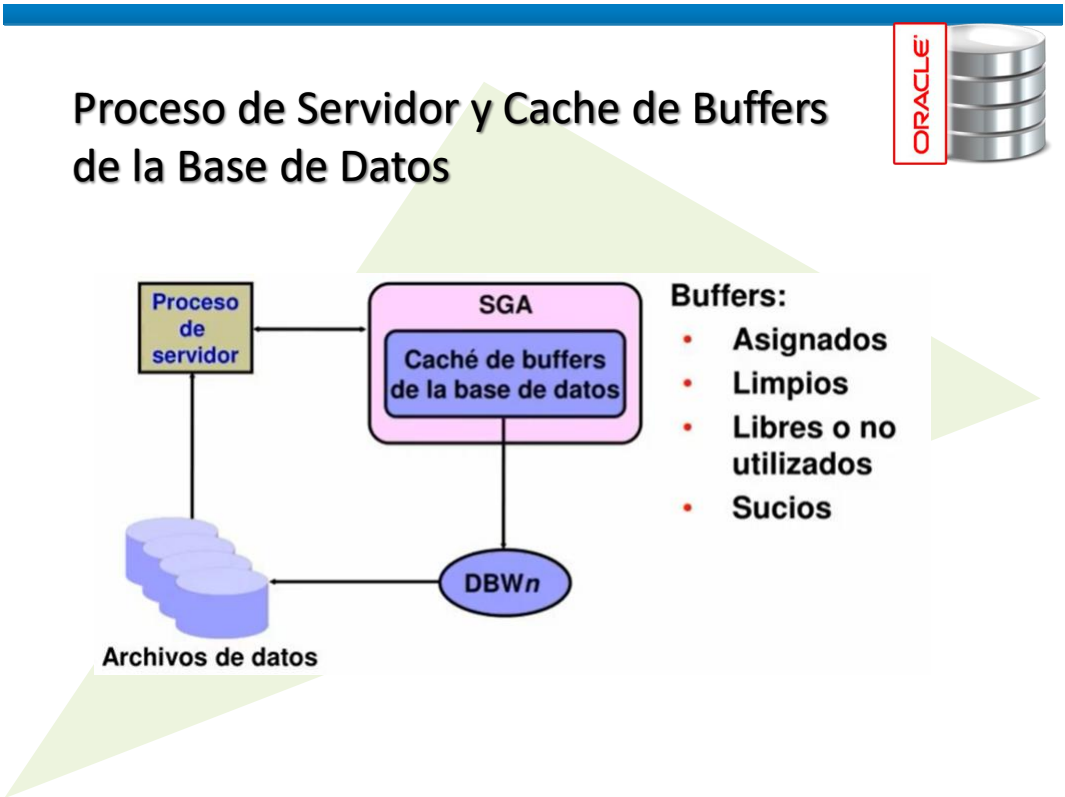 ORACLE
Proceso de Servidor y Cache de Buffers
de la Base de Datos
Proceso
de
servidor
SGA
Caché de buffers
de la base de datos
Buffers:
• Asignados
• Limpios
• Libres o no
utilizados
• Sucios
DBWn
Archivos de datos